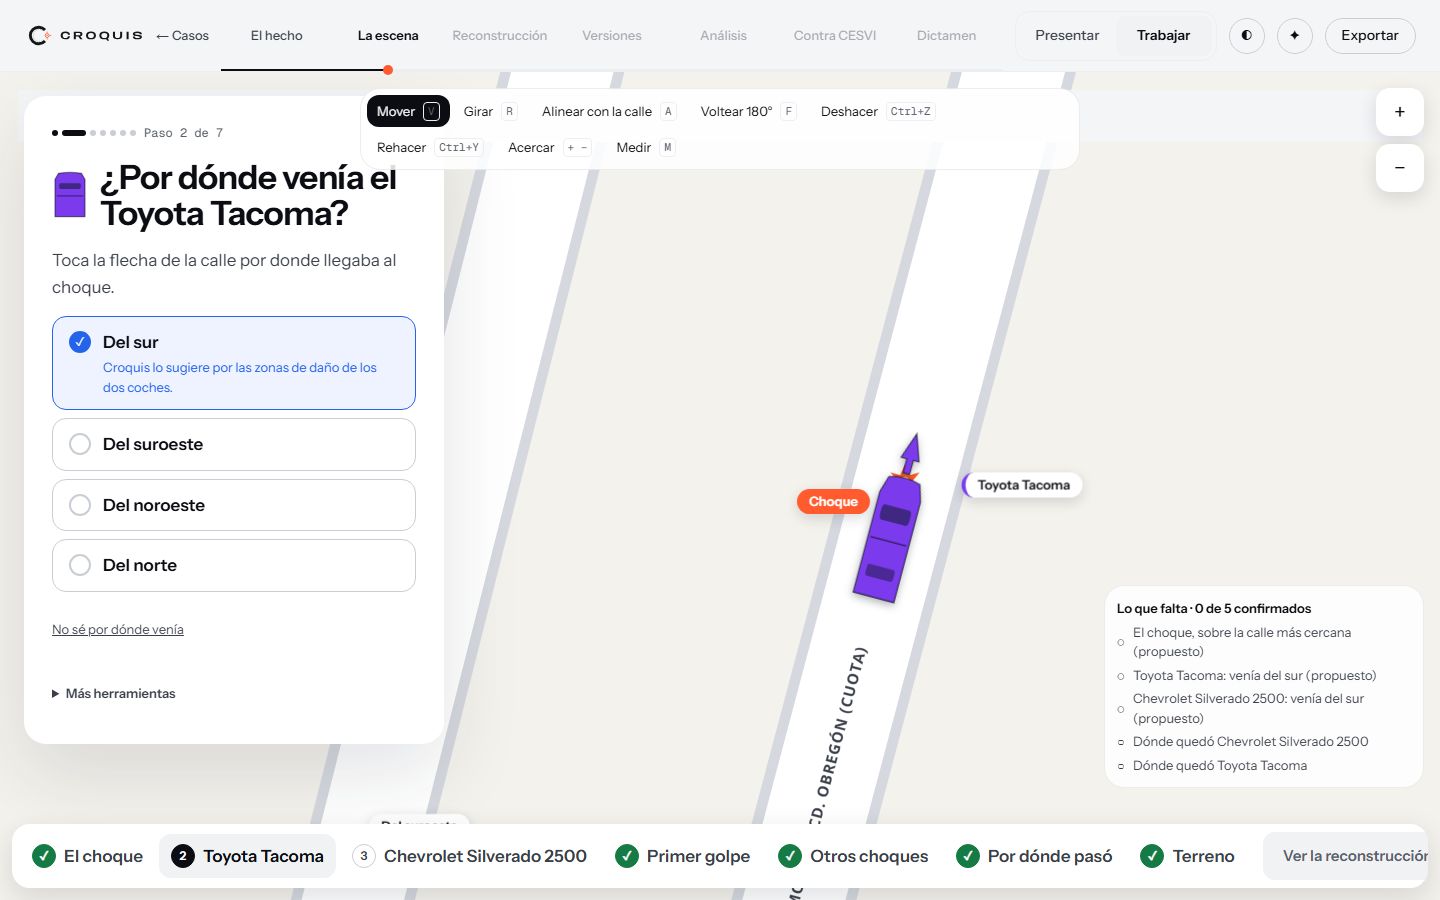 CROQUIS
← Casos
El hecho
La escena
Reconstrucción
Versiones
Análisis
Contra CESVI
Dictamen
Presentar
Trabajar
Exportar
Mover V
Girar R
Alinear con la calle A
Voltear 180° F
Deshacer Ctrl+Z
Rehacer Ctrl+Y
Acercar + −
Medir M
+
−
Paso 2 de 7
¿Por dónde venía el
Toyota Tacoma?
Toca la flecha de la calle por donde llegaba al
choque.
Del sur
Croquis lo sugiere por las zonas de daño de los
dos coches.
Del suroeste
Del noroeste
Del norte
No sé por dónde venía
Más herramientas
Choque
Toyota Tacoma
CD. OBREGÓN (CUOTA)
Lo que falta · 0 de 5 confirmados
El choque, sobre la calle más cercana
(propuesto)
Toyota Tacoma: venía del sur (propuesto)
Chevrolet Silverado 2500: venía del sur
(propuesto)
Dónde quedó Chevrolet Silverado 2500
Dónde quedó Toyota Tacoma
El choque
2 Toyota Tacoma
3 Chevrolet Silverado 2500
Primer golpe
Otros choques
Por dónde pasó
Terreno
Ver la reconstrucción